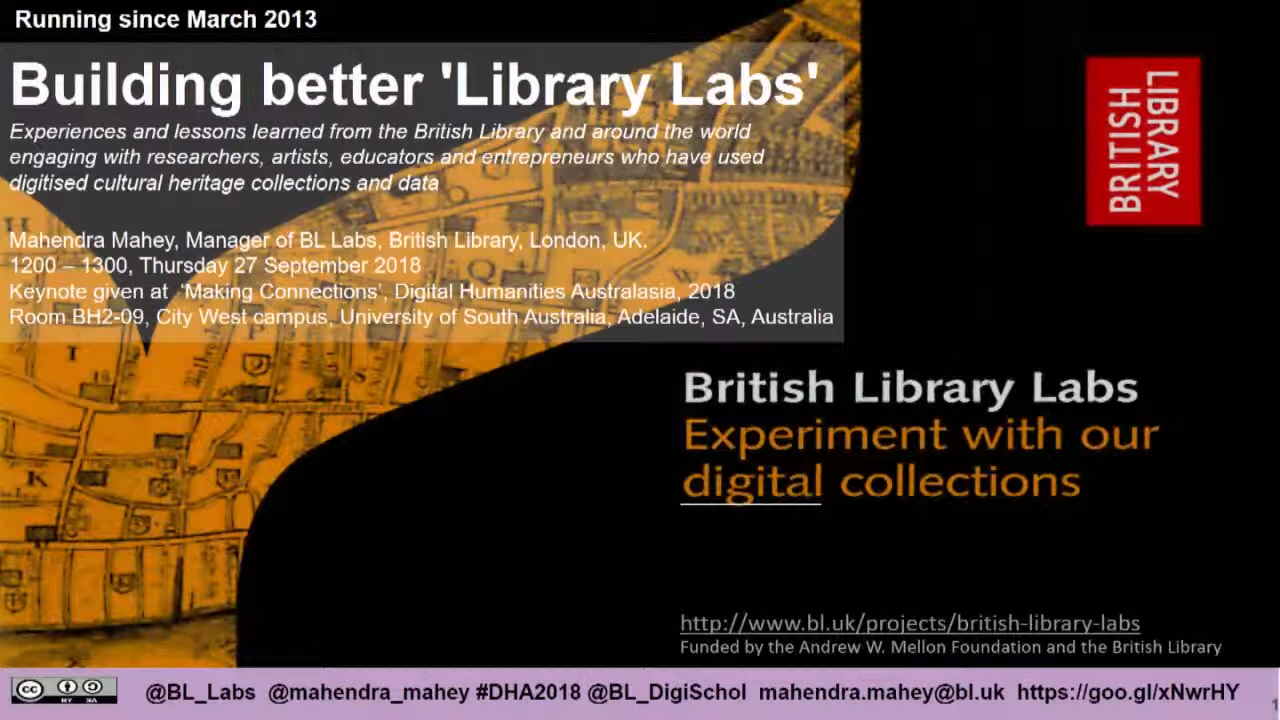 Running since March 2013
Building better 'Library Labs'
Experiences and lessons learned from the British Library and around the world
engaging with researchers, artists, educators and entrepreneurs who have used
digitised cultural heritage collections and data
Mahendra Mahey, Manager of BL Labs, British Library, London, UK.
1200 – 1300, Thursday 27 September 2018
Keynote given at 'Making Connections', Digital Humanities Australasia, 2018
Room BH2-09, City West campus, University of South Australia, Adelaide, SA, Australia
BRITISH
LIBRARY
H
Q
P
T
K
British Library Labs
Experiment with our
digital collections
http://www.bl.uk/projects/british-library-labs
Funded by the Andrew W. Mellon Foundation and the British Library
cc BY SA
@BL_Labs @mahendra_mahey #DHA2018 @BL_DigiSchol mahendra.mahey@bl.uk https://goo.gl/xNwrHY